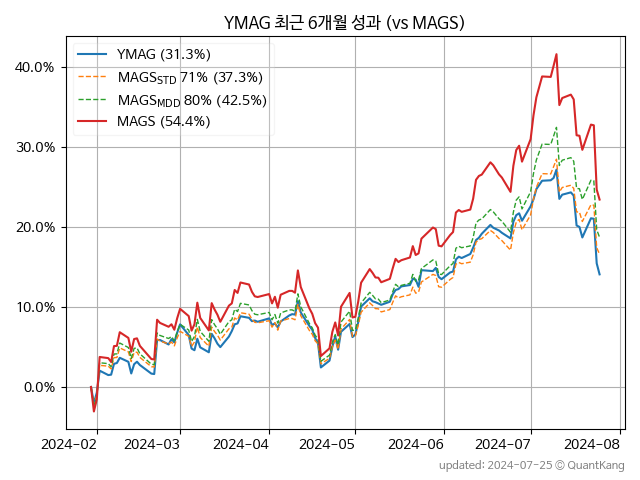 YMAG 최근 6개월 성과 (vs MAGS)
YMAG (31.3%)
MAGS_STD 71% (37.3%)
MAGS_MDD 80% (42.5%)
MAGS (54.4%)
40.0%
30.0%
20.0%
10.0%
0.0%
2024-02 2024-03 2024-04 2024-05 2024-06 2024-07 2024-08
updated: 2024-07-25 © QuantKang